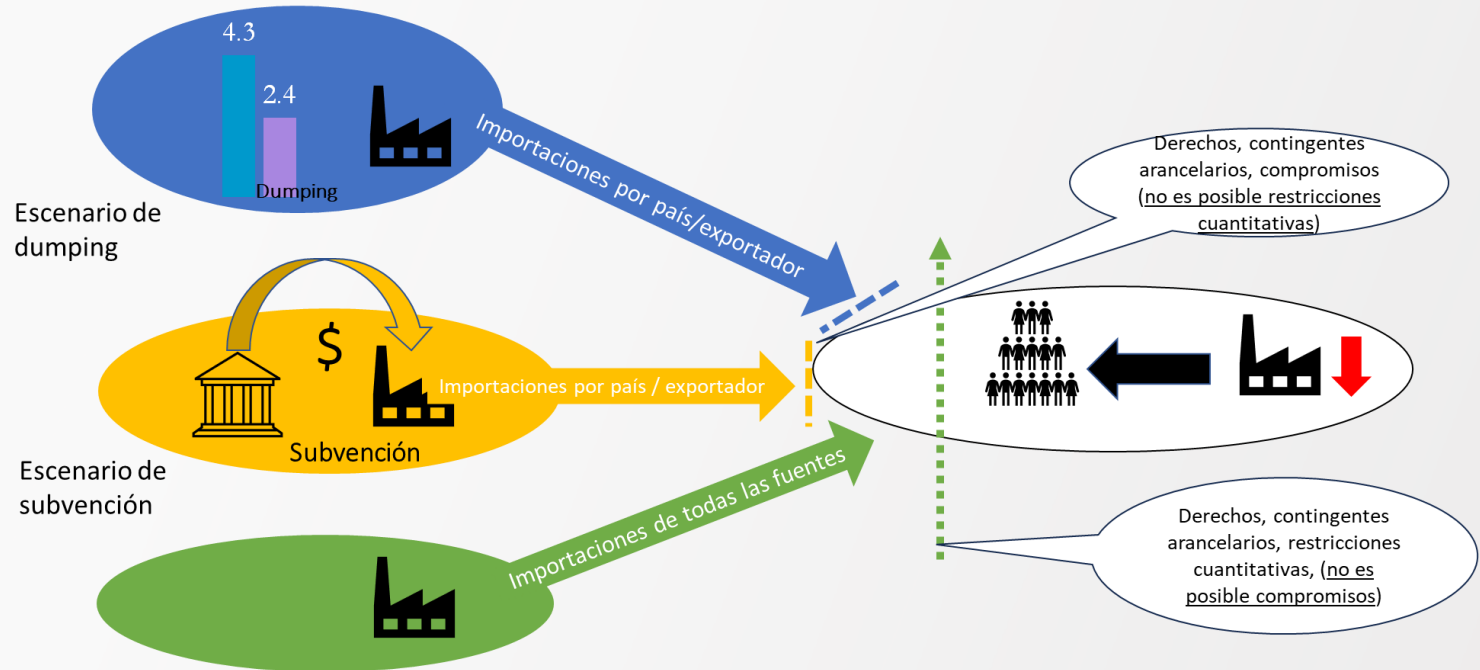 4.3
2.4
Dumping
Escenario de
dumping
Importaciones por país/exportador
Derechos, contingentes
arancelarios, compromisos
(no es posible restricciones
cuantitativas)
$
Subvención
Importaciones por país / exportador
Escenario de
subvención
Importaciones de todas las fuentes
Derechos, contingentes
arancelarios, restricciones
cuantitativas, (no es
posible compromisos)